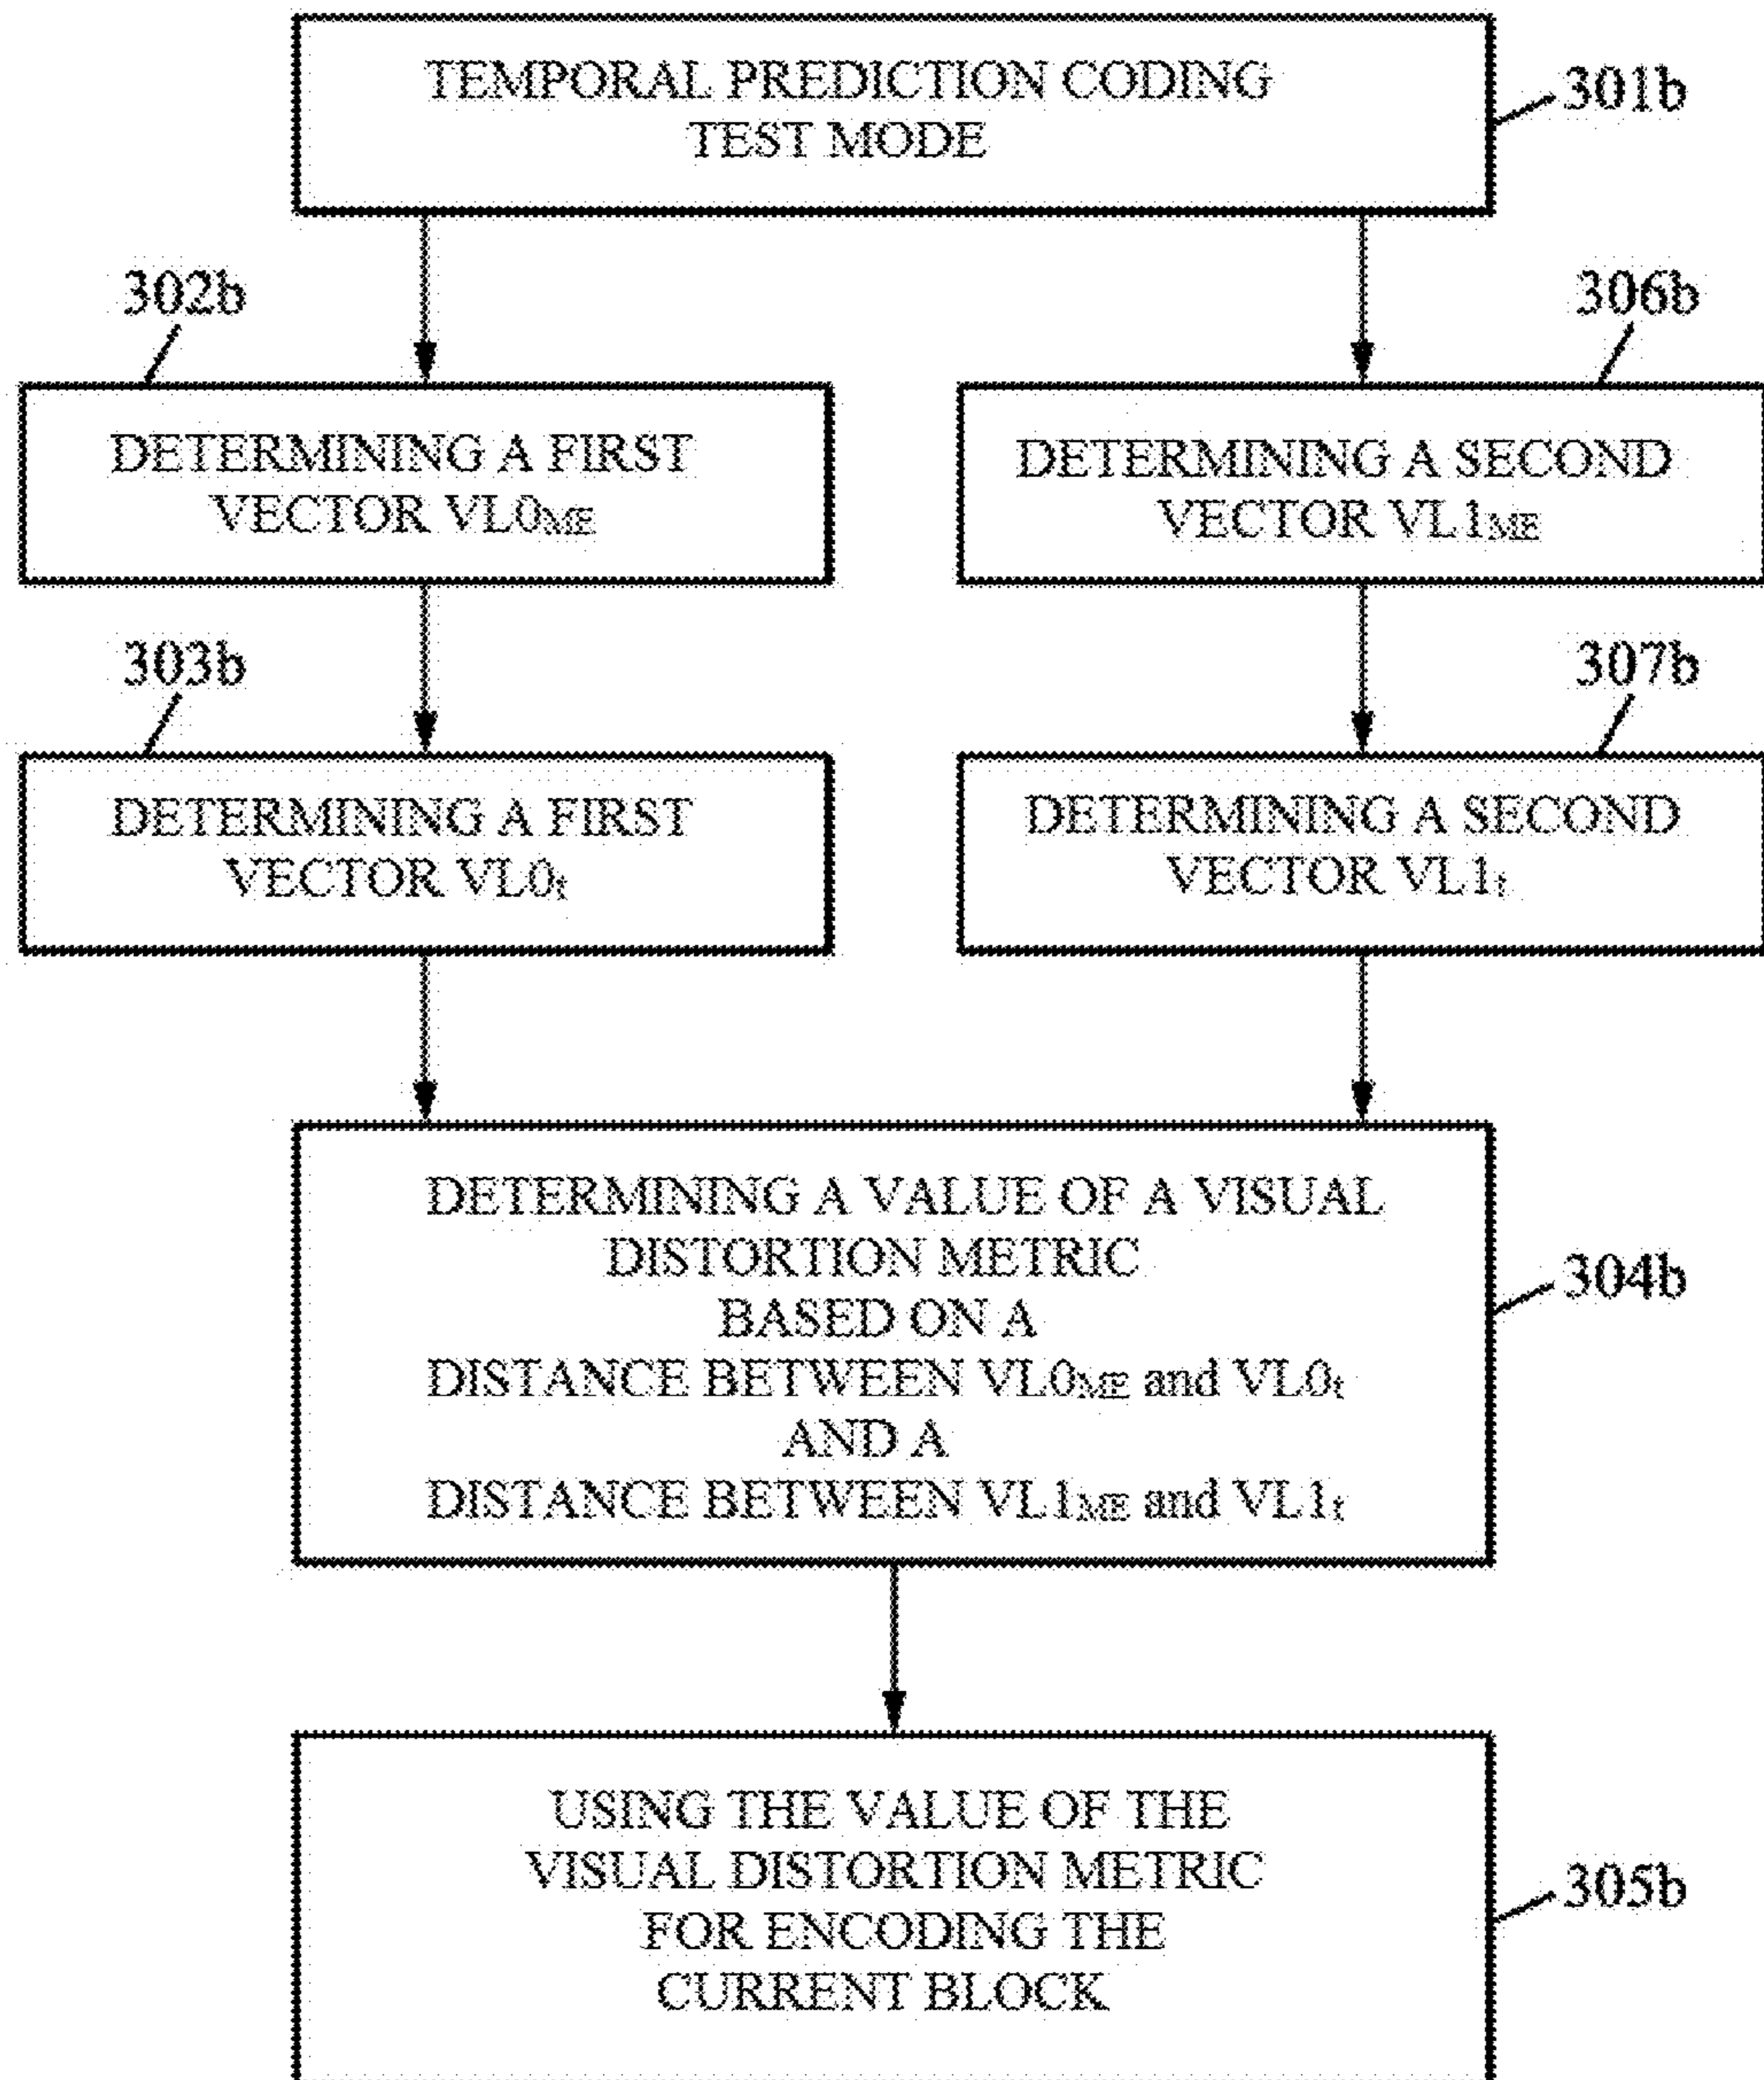 TEMPORAL PREDICTION CODING
TEST MODE
301b
302b
306b
DETERMINING A FIRST
VECTOR VL0ME
DETERMINING A SECOND
VECTOR VL1ME
303b
307b
DETERMINING A FIRST
VECTOR VL0t
DETERMINING A SECOND
VECTOR VL1t
DETERMINING A VALUE OF A VISUAL
DISTORTION METRIC
BASED ON A
DISTANCE BETWEEN VL0ME and VL0t
AND A
DISTANCE BETWEEN VL1ME and VL1t
304b
USING THE VALUE OF THE
VISUAL DISTORTION METRIC
FOR ENCODING THE
CURRENT BLOCK
305b